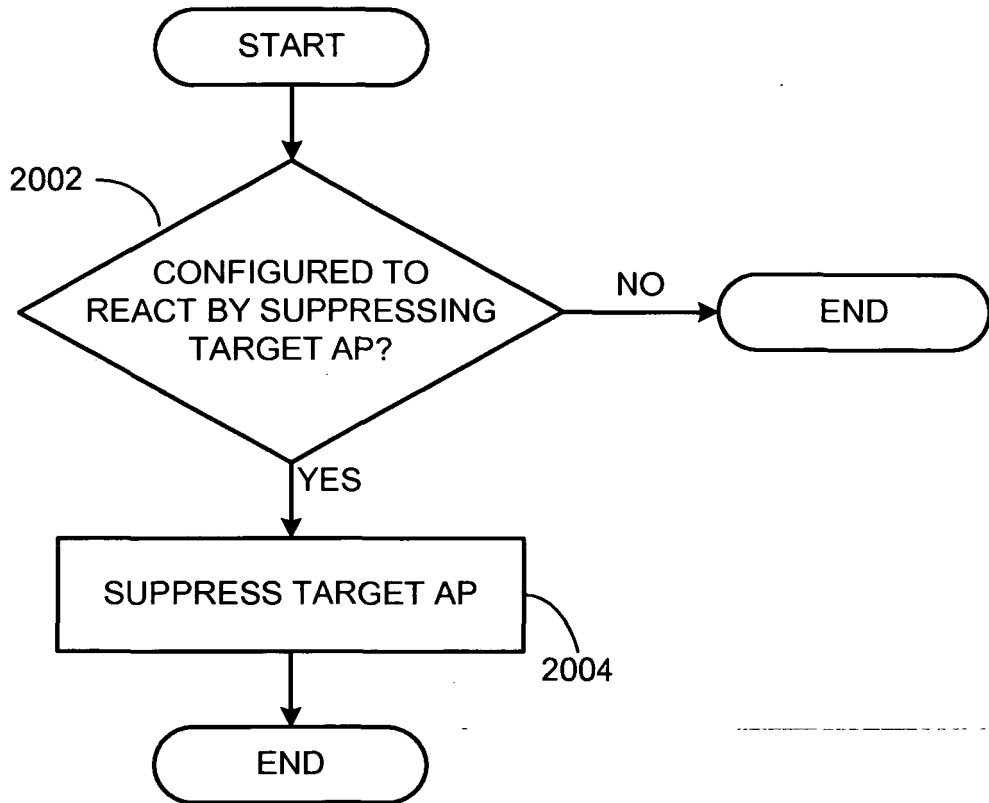 START
2002
CONFIGURED TO
REACT BY SUPPRESSING
TARGET AP?
NO
END
YES
SUPPRESS TARGET AP
2004
END